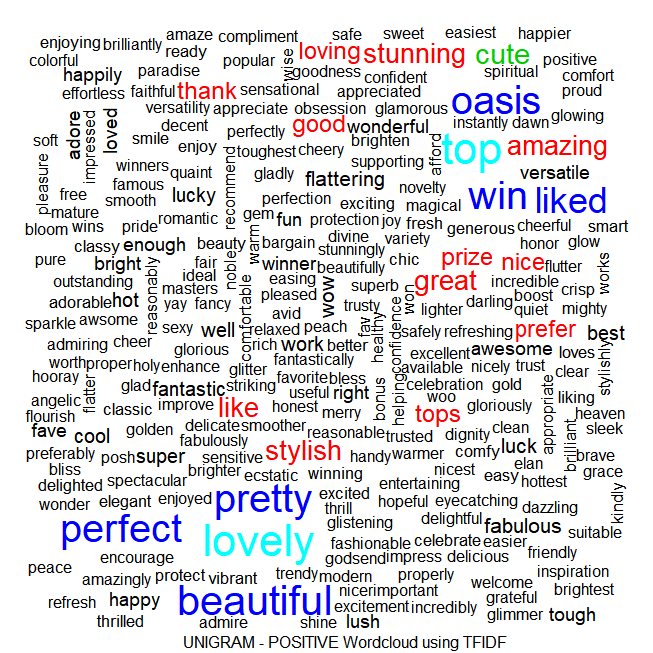 enjoying brilliantly amaze compliment safe sweet easiest happier
colorful ready popular wise loving stunning cute positive
happily paradise goodness confident spiritual comfort
effortless faithful thank sensational appreciated oasis proud
versatility appreciate obsession glamorous instantly dawn glowing
soft adore impressed loved decent perfectly good wonderful afford top amazing
smile enjoy toughest cheery brighten
pleasure winners quaint recommend gladly flattering supporting versatile
free famous lucky perfection exciting novelty win liked
mature smooth romantic gem fun protection joy magical
bloom wins pride warm divine fresh generous cheerful smart
classy enough beauty bargain stunningly variety honor glow
pure bright reasonably fair noble winner beautifully chic prize nice flutter works
outstanding ideal easing wow superb great incredible
adorable hot masters comfortable pleased trusty won darling boost crisp
sparkle awsome yay fancy avid fav healthy confidence lighter quiet mighty
admiring cheer sexy well relaxed peach safely refreshing prefer best
glorious rich work better excellent awesome loves stylishly
worth proper holy enhance glitter fantastically available nicely trust
hooray flatter glad fantastic striking favorite bless celebration gold clear
angelic classic improve like useful right bonus helping woo gloriously appropriate liking
flourish honest merry tops heaven
fave cool golden delicate smoother reasonable trusted dignity clean brilliant sleek
preferably posh super fabulously stylish handy warmer comfy luck brave
bliss sensitive nicest elan grace
delighted spectacular brighter ecstatic winning entertaining easy hottest
wonder elegant enjoyed pretty excited hopeful eyecatching dazzling kindly
perfect thrill delightful fabulous suitable
lovely glistening
encourage fashionable celebrate easier
peace godsend impress delicious friendly
amazingly protect vibrant trendy modern properly welcome inspiration
refresh happy beautiful nicer important grateful brightest
thrilled admire shine lush excitement incredibly glimmer tough
UNIGRAM - POSITIVE Wordcloud using TFIDF